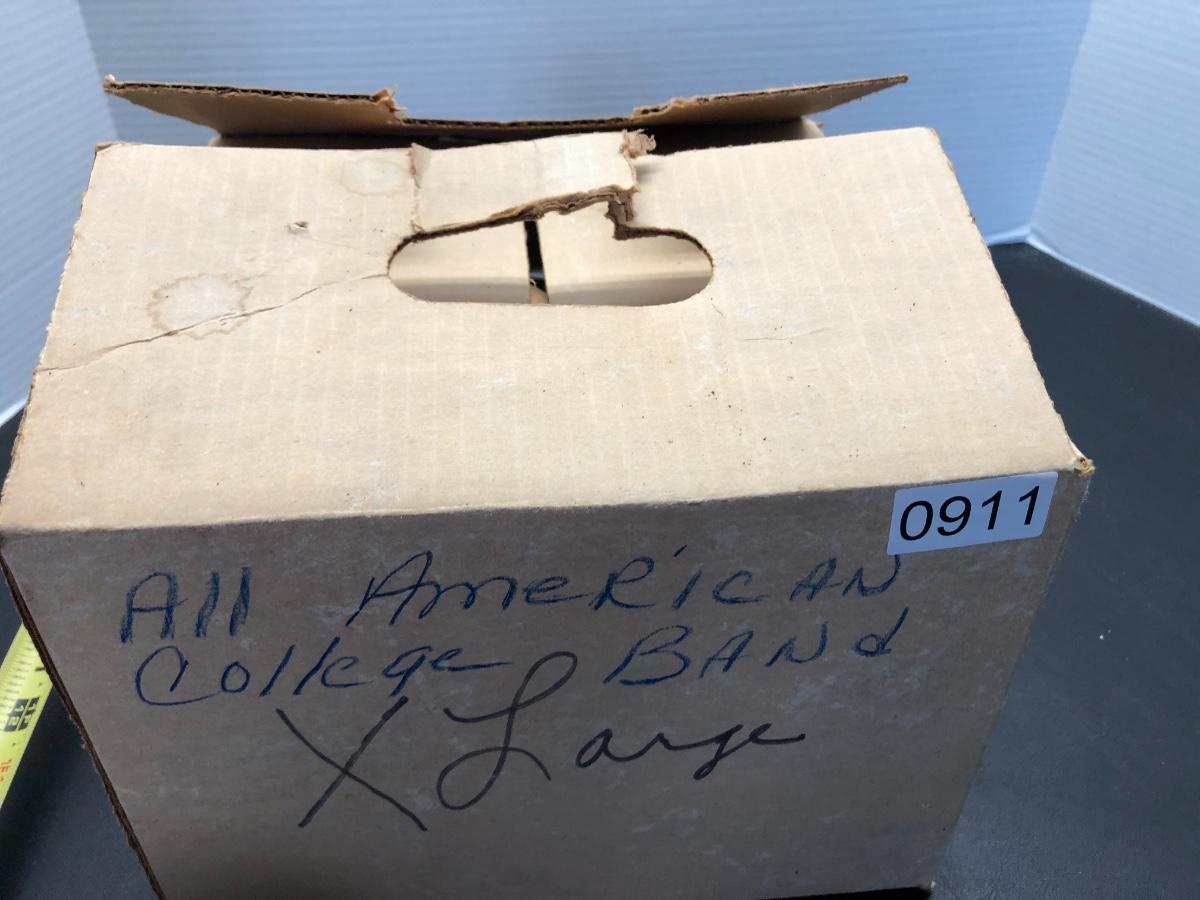 0911
All AmeRiCAN
College BANd
X Large